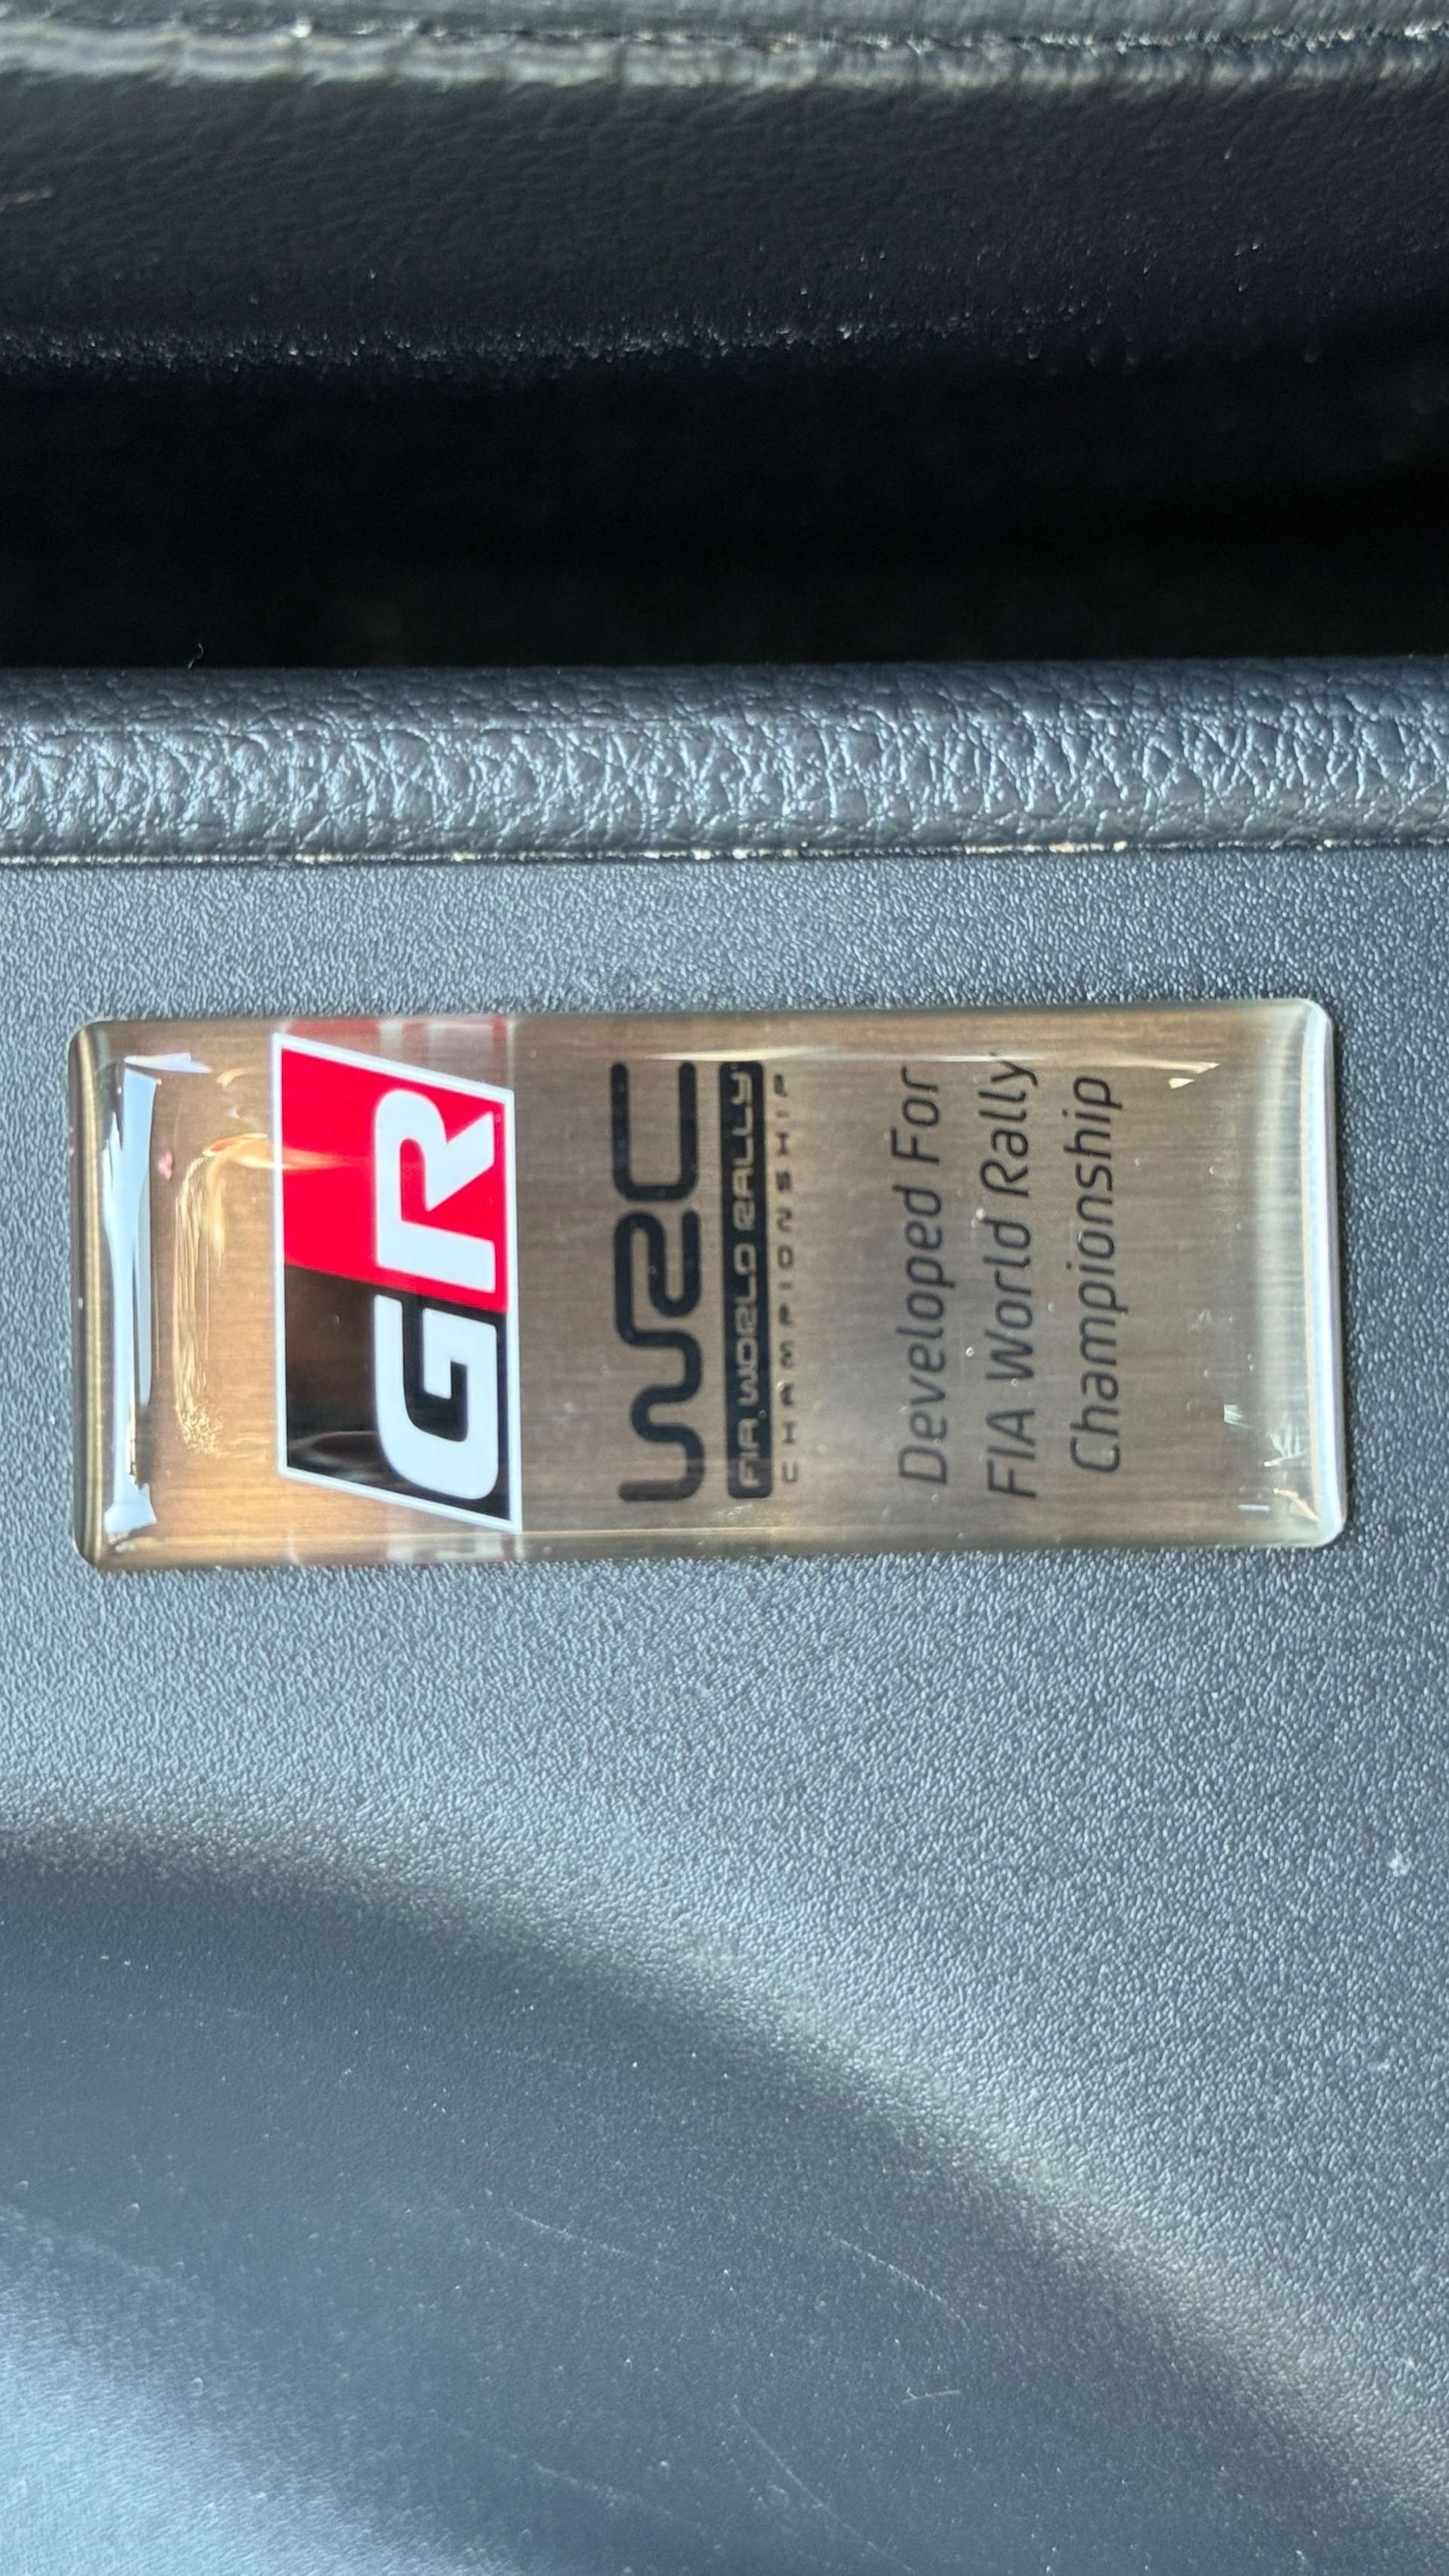 GR
WRC
FIA WORLD RALLY
CHAMPIONSHIP
Developed For
FIA World Rally
Championship